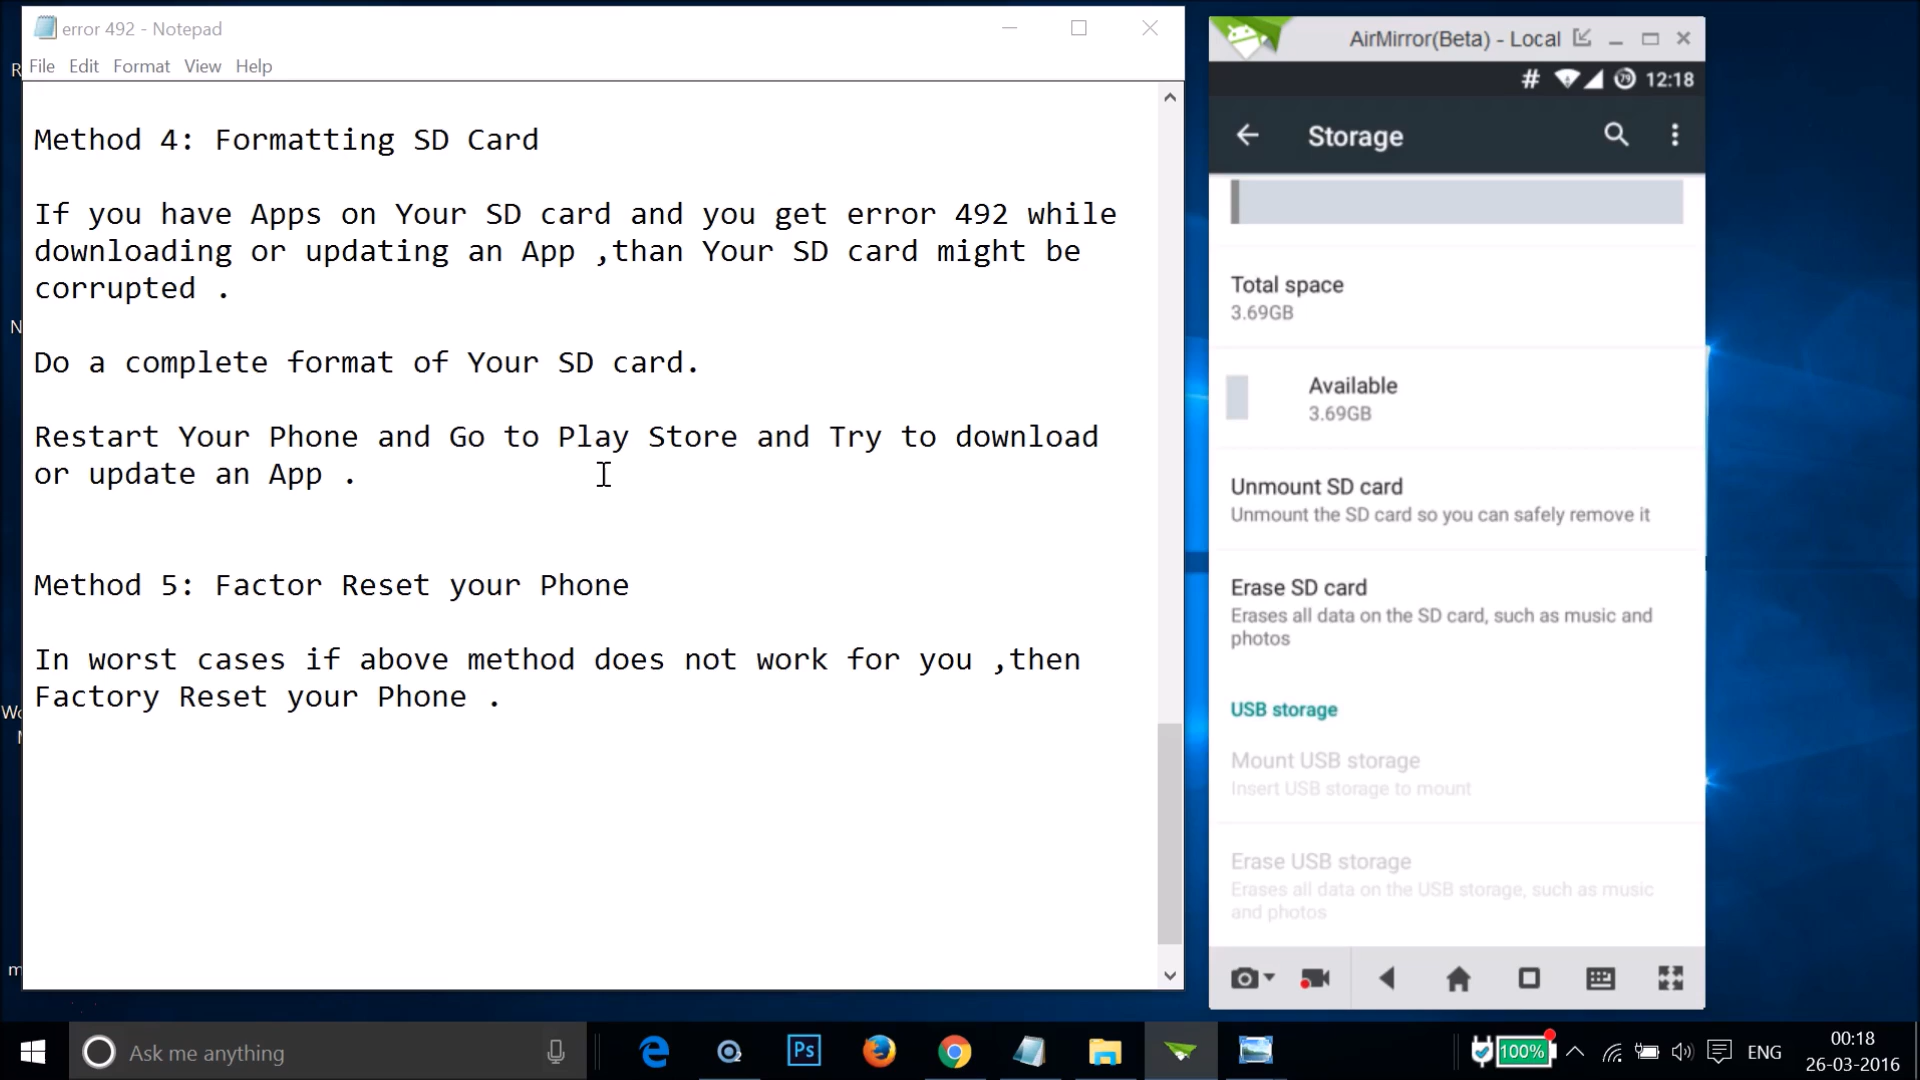 error 492 - Notepad
File Edit Format View Help
Method 4: Formatting SD Card
If you have Apps on Your SD card and you get error 492 while
downloading or updating an App ,than Your SD card might be
corrupted .
Do a complete format of Your SD card.
Restart Your Phone and Go to Play Store and Try to download
or update an App .
Method 5: Factor Reset your Phone
In worst cases if above method does not work for you ,then
Factory Reset your Phone .
AirMirror(Beta) - Local
# 79 12:18
Storage
Total space
3.69GB
Available
3.69GB
Unmount SD card
Unmount the SD card so you can safely remove it
Erase SD card
Erases all data on the SD card, such as music and
photos
USB storage
Mount USB storage
Insert USB storage to mount
Erase USB storage
Erases all data on the USB storage, such as music
and photos
Ask me anything
Ps
100%
ENG
00:18
26-03-2016